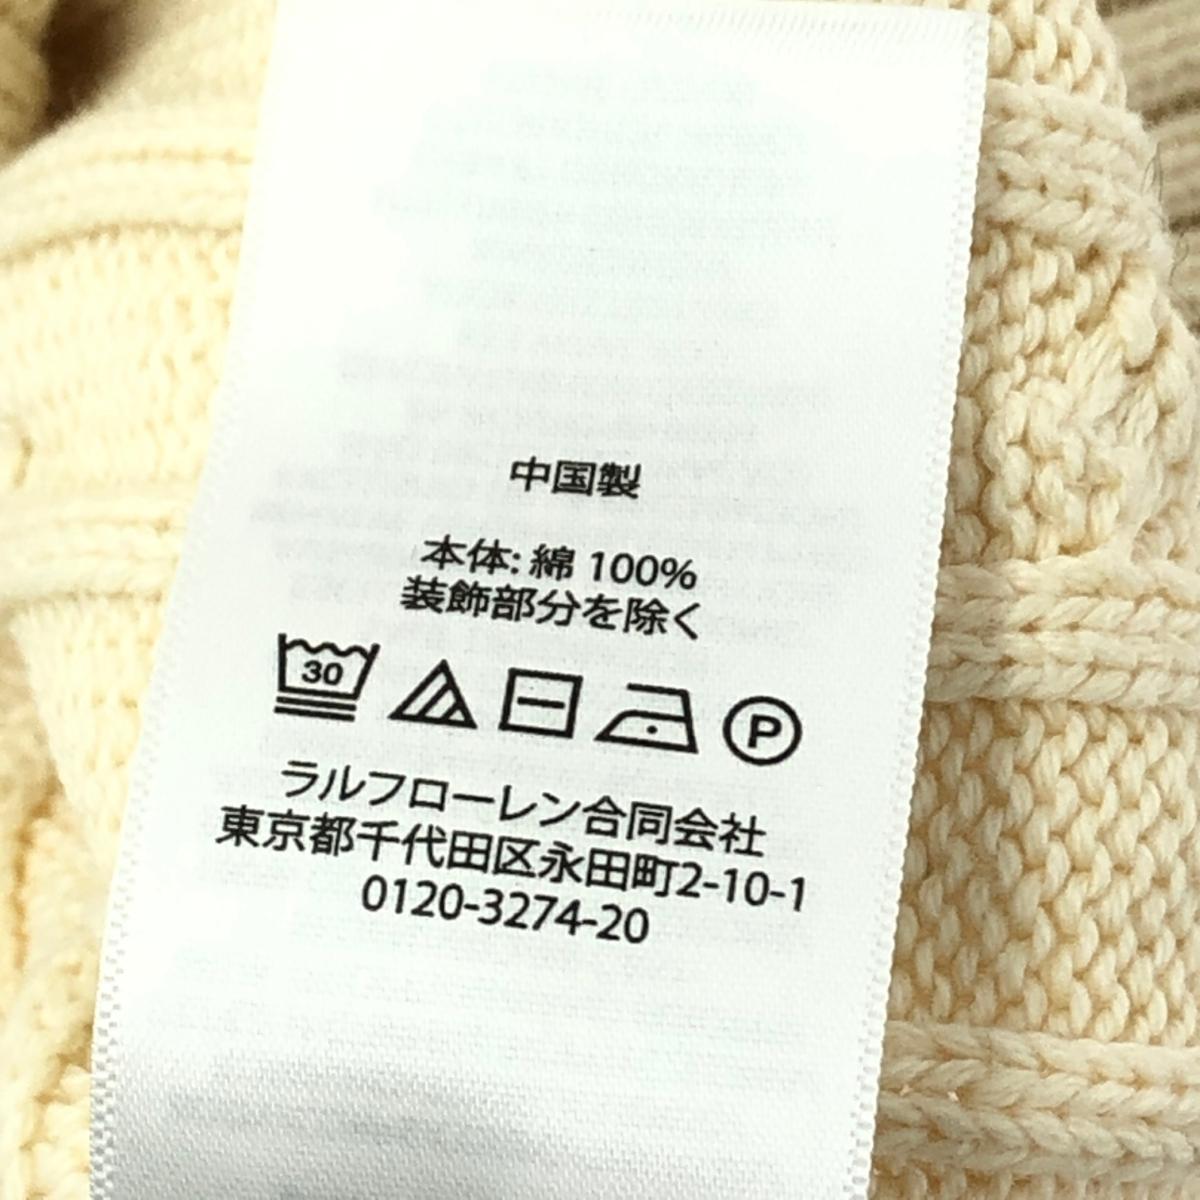 中国製
本体: 綿 100%
装飾部分を除く
30 P
ラルフローレン合同会社
東京都千代田区永田町2-10-1
0120-3274-20